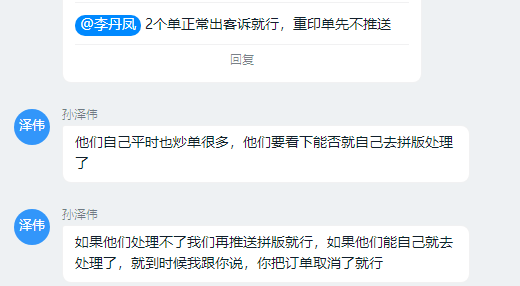 @李丹凤 2个单正常出客诉就行，重印单先不推送
回复
孙泽伟
泽伟
他们自己平时也炒单很多，他们要看下能否就自己去拼版处理
了
孙泽伟
泽伟
如果他们处理不了我们再推送拼版就行，如果他们能自己就去
处理了，就到时候我跟你说，你把订单取消了就行